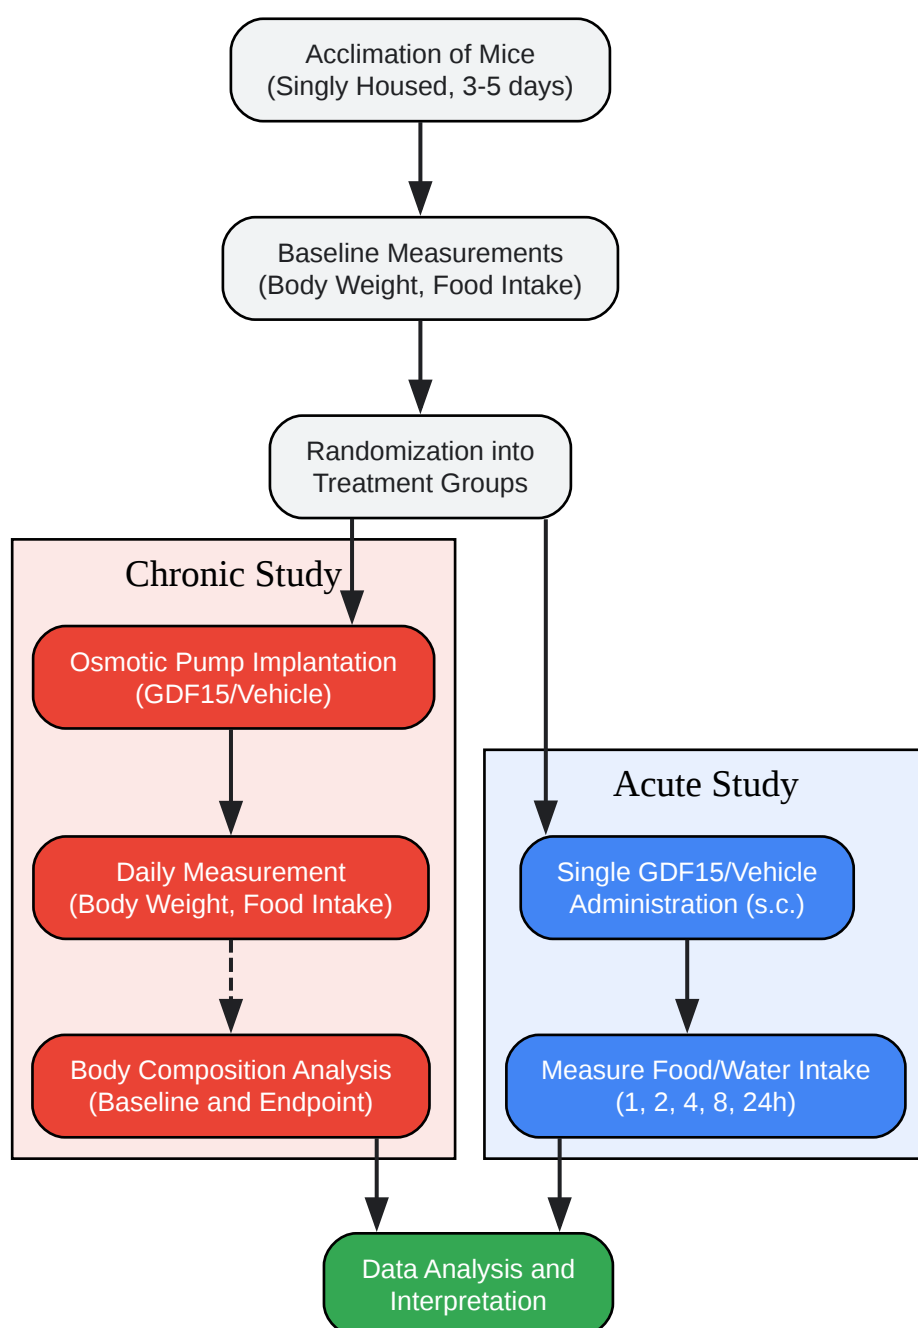 Acclimation of Mice
(Singly Housed, 3-5 days)
Baseline Measurements
(Body Weight, Food Intake)
Randomization into
Treatment Groups
Chronic Study
Osmotic Pump Implantation
(GDF15/Vehicle)
Daily Measurement
(Body Weight, Food Intake)
Body Composition Analysis
(Baseline and Endpoint)
Acute Study
Single GDF15/Vehicle
Administration (s.c.)
Measure Food/Water Intake
(1, 2, 4, 8, 24h)
Data Analysis and
Interpretation